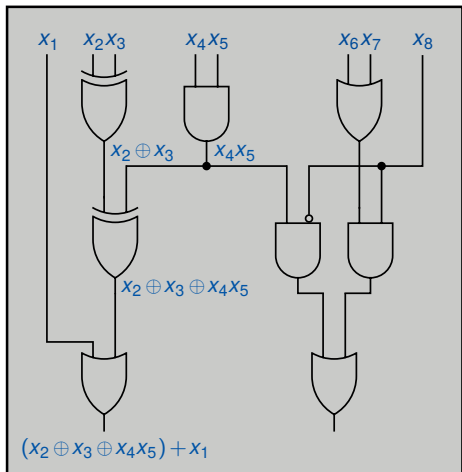 x₁ x₂x₃ x₄x₅ x₆x₇ x₈
x₂ ⊕ x₃ x₄x₅
x₂ ⊕ x₃ ⊕ x₄x₅
(x₂ ⊕ x₃ ⊕ x₄x₅) + x₁